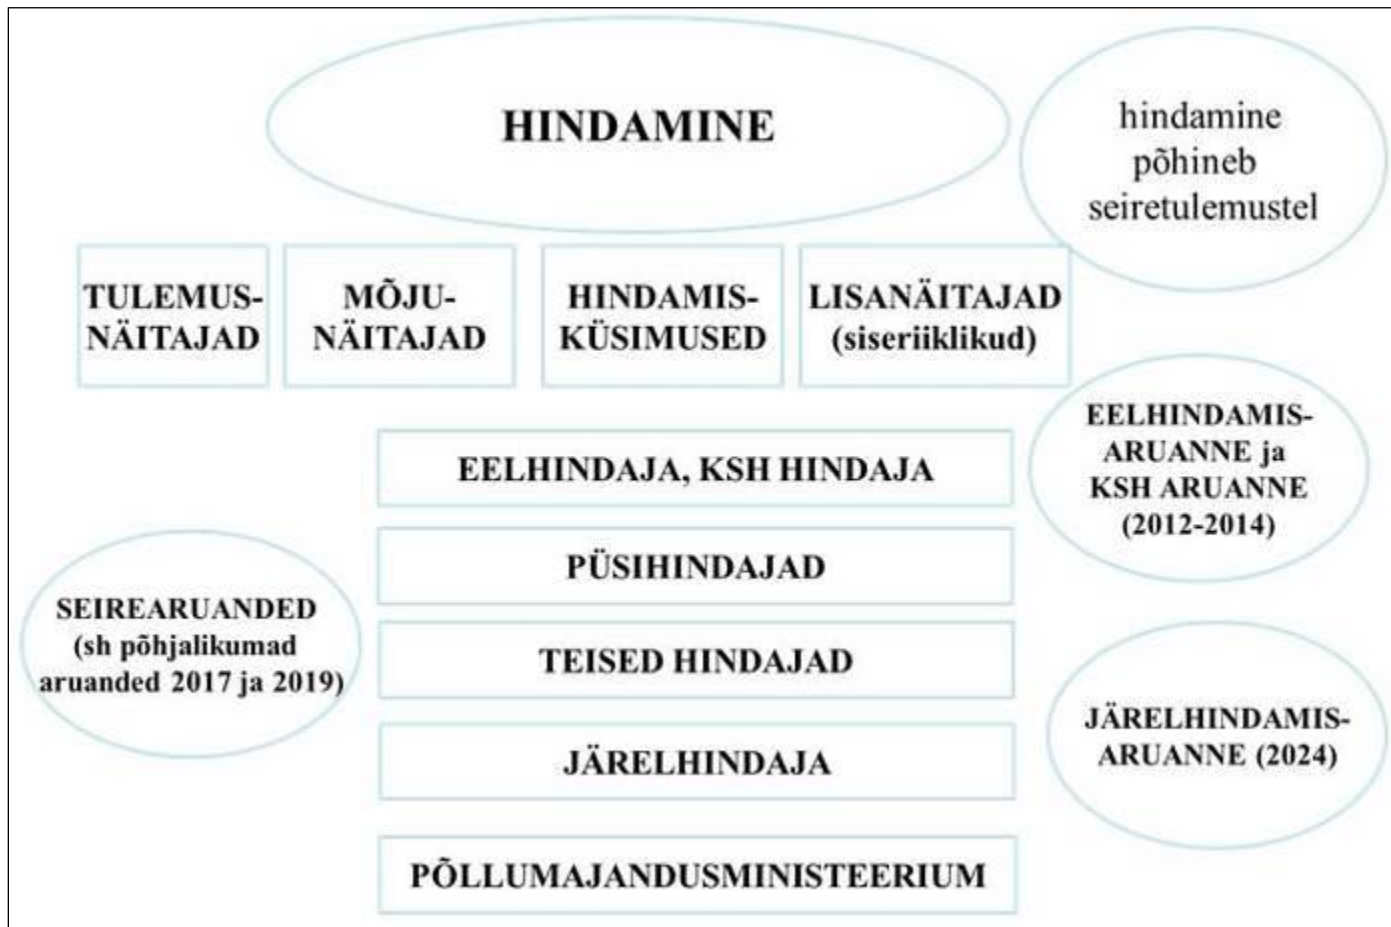 HINDAMINE
hindamine
põhineb
seiretulemustel
TULEMUS-
NÄITAJAD
MÕJU-
NÄITAJAD
HINDAMIS-
KÜSIMUSED
LISANÄITAJAD
(siseriiklikud)
EELHINDAJA, KSH HINDAJA
EELHINDAMIS-
ARUANNE ja
KSH ARUANNE
(2012-2014)
PÜSIHINDAJAD
SEIREARUANDED
(sh põhjalikumad
aruanded 2017 ja 2019)
TEISED HINDAJAD
JÄRELHINDAJA
JÄRELHINDAMIS-
ARUANNE (2024)
PÕLLUMAJANDUSMINISTEERIUM